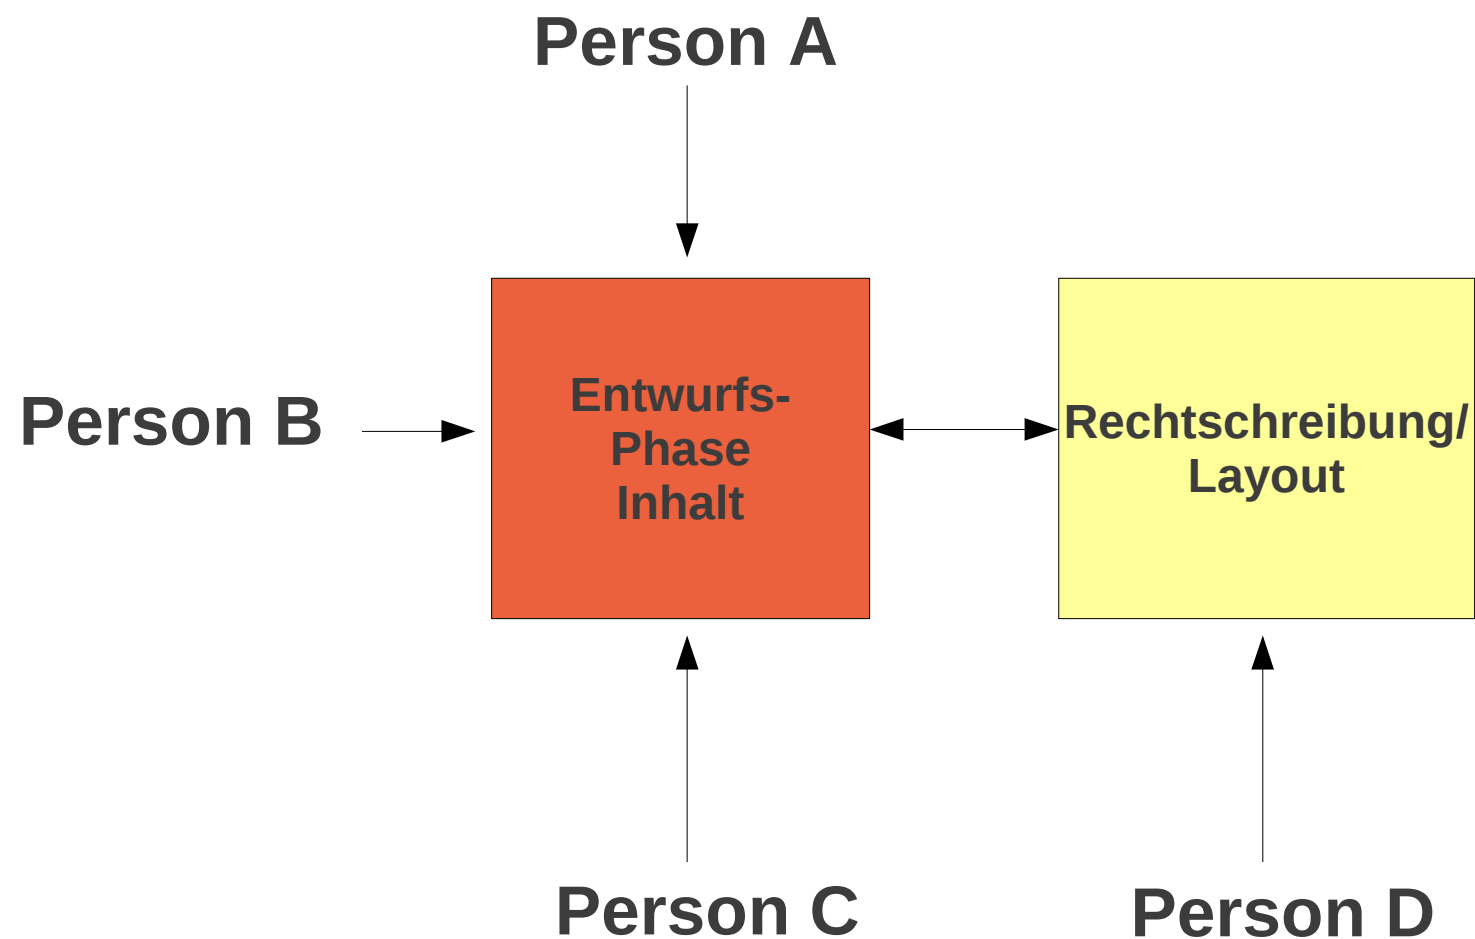 Person A
Person B
Entwurfs-
Phase
Inhalt
Rechtschreibung/
Layout
Person C
Person D